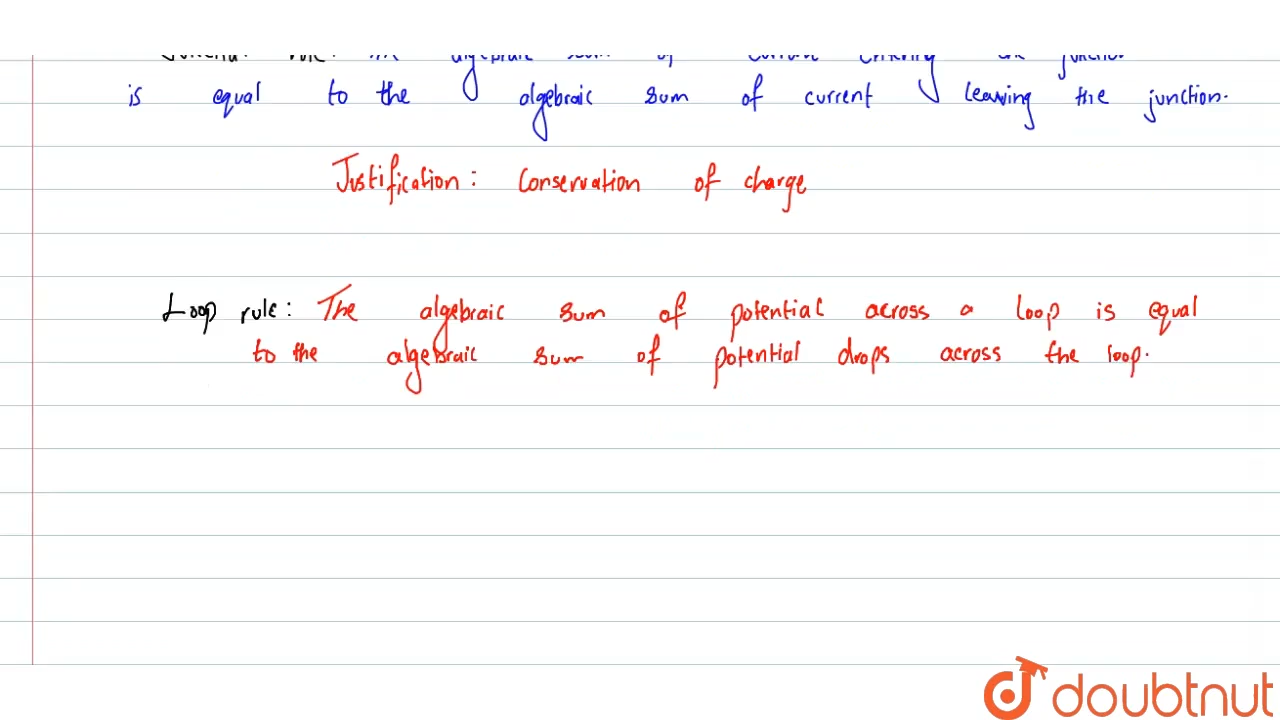 is equal to the algebraic sum of current leaving the junction.
Justification: Conservation of charge
Loop rule: The algebraic sum of potential across a loop is equal
to the algebraic sum of potential drops across the loop.
doubtnut